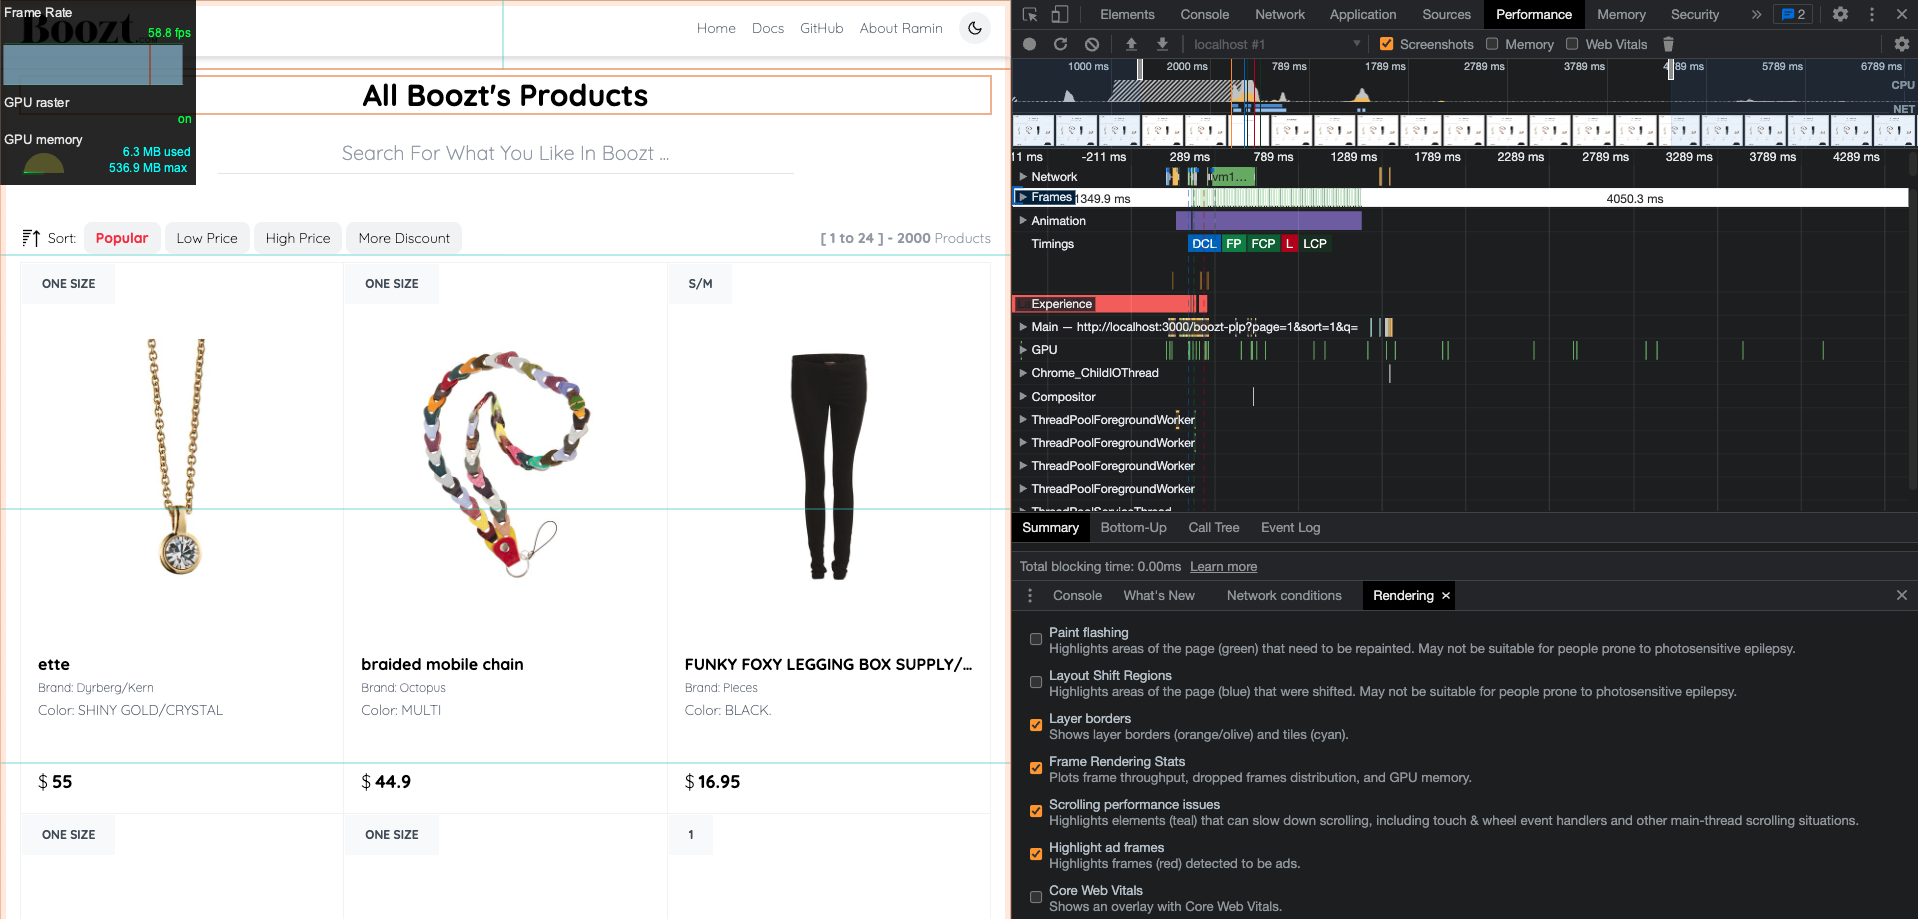 Frame Rate
Boozt
58.8 fps
GPU raster
on
GPU memory
6.3 MB used
536.9 MB max
Home Docs GitHub About Ramin
All Boozt's Products
Search For What You Like In Boozt ...
Sort: Popular Low Price High Price More Discount
[ 1 to 24 ] - 2000 Products
ONE SIZE
ONE SIZE
S/M
ette
Brand: Dyrberg/Kern
Color: SHINY GOLD/CRYSTAL
$ 55
braided mobile chain
Brand: Octopus
Color: MULTI
$ 44.9
FUNKY FOXY LEGGING BOX SUPPLY/...
Brand: Pieces
Color: BLACK.
$ 16.95
ONE SIZE
ONE SIZE
1
Elements Console Network Application Sources Performance Memory Security » 2
localhost #1 Screenshots Memory Web Vitals
1000 ms 2000 ms 789 ms 1789 ms 2789 ms 3789 ms 4789 ms 5789 ms 6789 ms
CPU
NET
11 ms -211 ms 289 ms 789 ms 1289 ms 1789 ms 2289 ms 2789 ms 3289 ms 3789 ms 4289 ms
Network vm1...
Frames 1349.9 ms 4050.3 ms
Animation
Timings DCL FP FCP L LCP
Experience
Main — http://localhost:3000/boozt-plp?page=1&sort=1&q=
GPU
Chrome_ChildIOThread
Compositor
ThreadPoolForegroundWorker
ThreadPoolForegroundWorker
ThreadPoolForegroundWorker
ThreadPoolForegroundWorker
ThreadPoolServiceThread
Summary Bottom-Up Call Tree Event Log
Total blocking time: 0.00ms Learn more
Console What's New Network conditions Rendering ×
Paint flashing
Highlights areas of the page (green) that need to be repainted. May not be suitable for people prone to photosensitive epilepsy.
Layout Shift Regions
Highlights areas of the page (blue) that were shifted. May not be suitable for people prone to photosensitive epilepsy.
Layer borders
Shows layer borders (orange/olive) and tiles (cyan).
Frame Rendering Stats
Plots frame throughput, dropped frames distribution, and GPU memory.
Scrolling performance issues
Highlights elements (teal) that can slow down scrolling, including touch & wheel event handlers and other main-thread scrolling situations.
Highlight ad frames
Highlights frames (red) detected to be ads.
Core Web Vitals
Shows an overlay with Core Web Vitals.